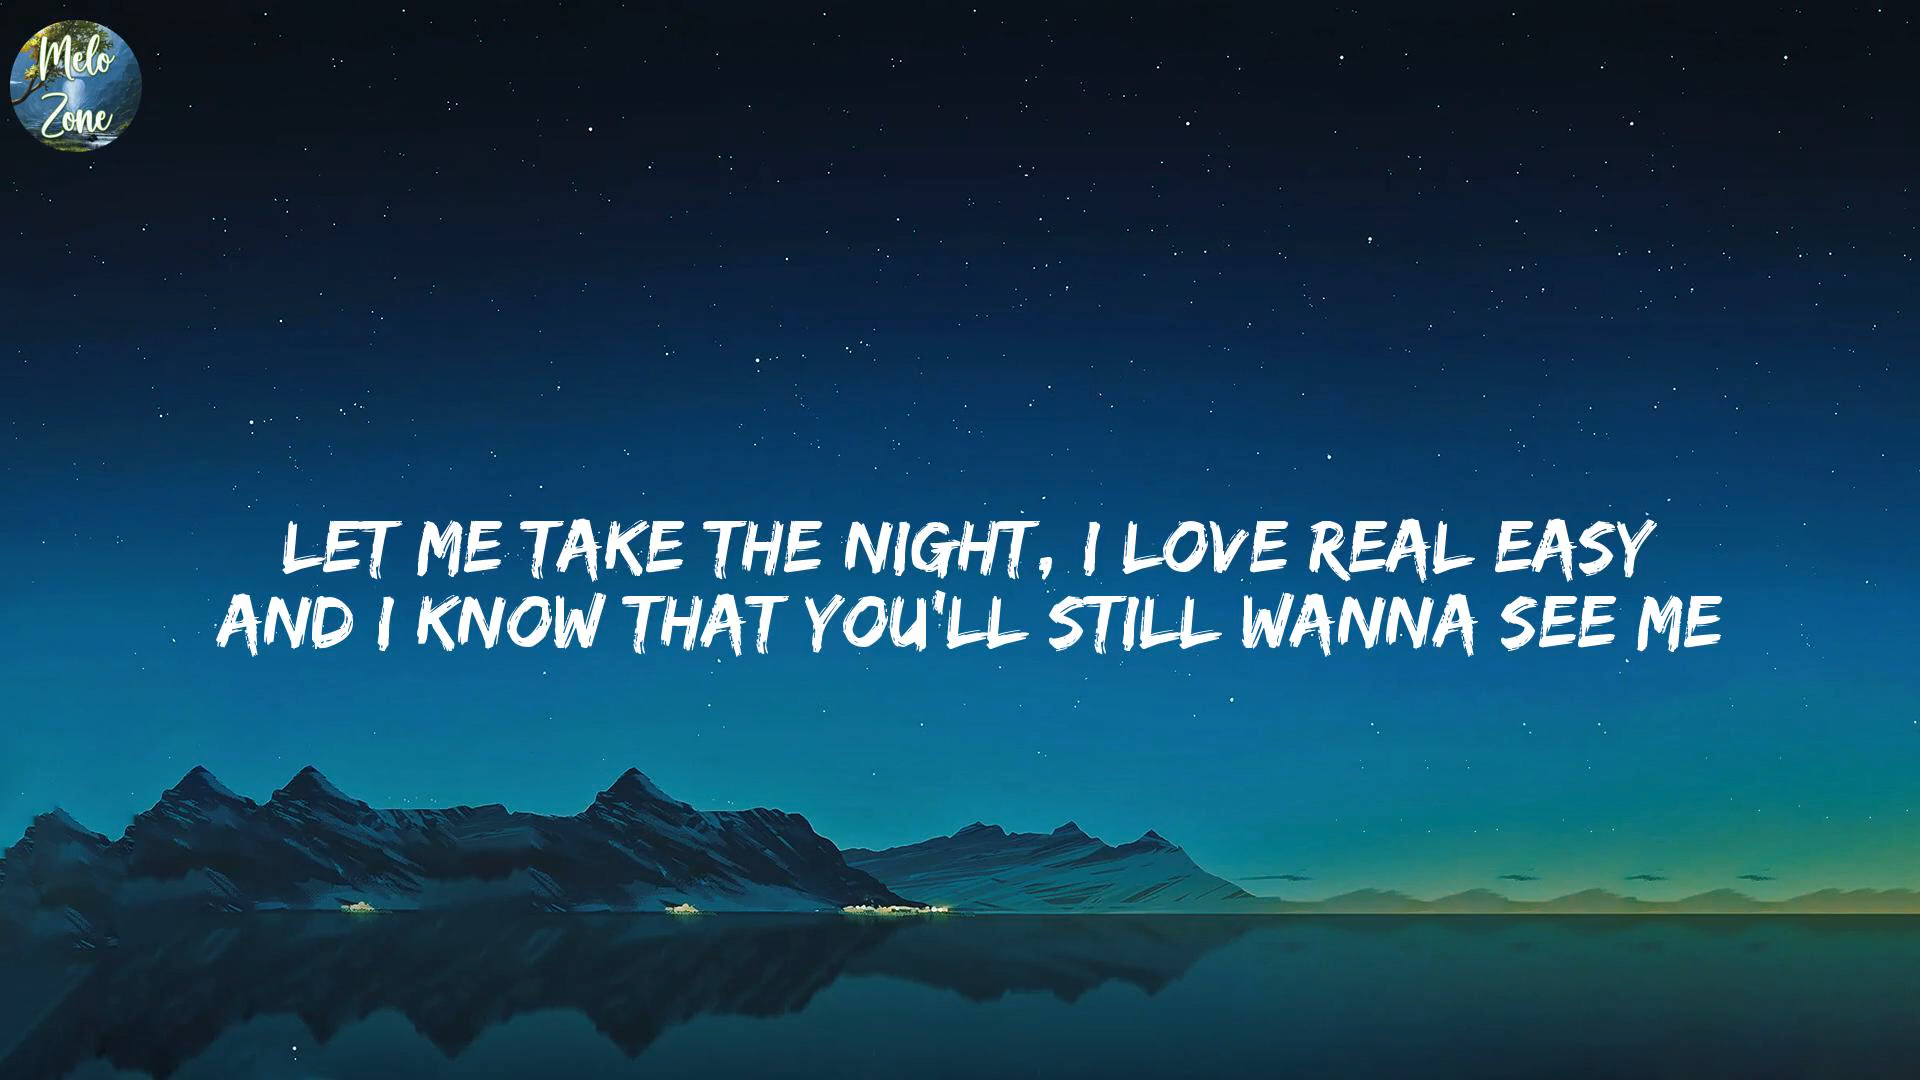 Melo
Zone
LET ME TAKE THE NIGHT, I LOVE REAL EASY
AND I KNOW THAT YOU'LL STILL WANNA SEE ME